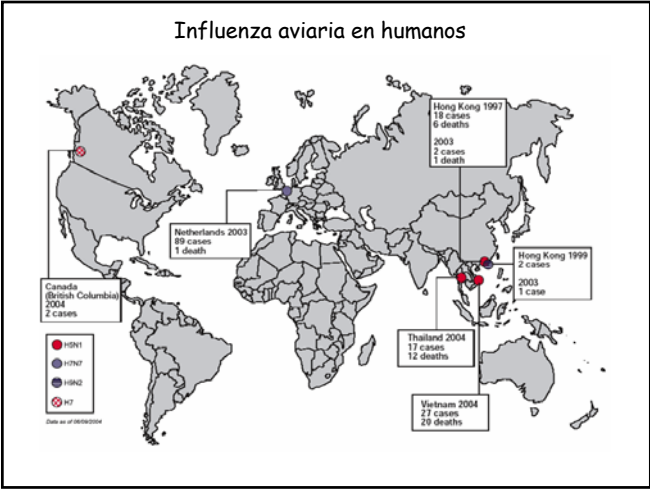 Influenza aviaria en humanos
Hong Kong 1997
18 cases
6 deaths
2003
2 cases
1 death
Netherlands 2003
89 cases
1 death
Hong Kong 1999
2 cases
2003
1 case
Canada
(British Columbia)
2004
2 cases
Thailand 2004
17 cases
12 deaths
H5N1
H7N7
H9N2
H7
Vietnam 2004
27 cases
20 deaths